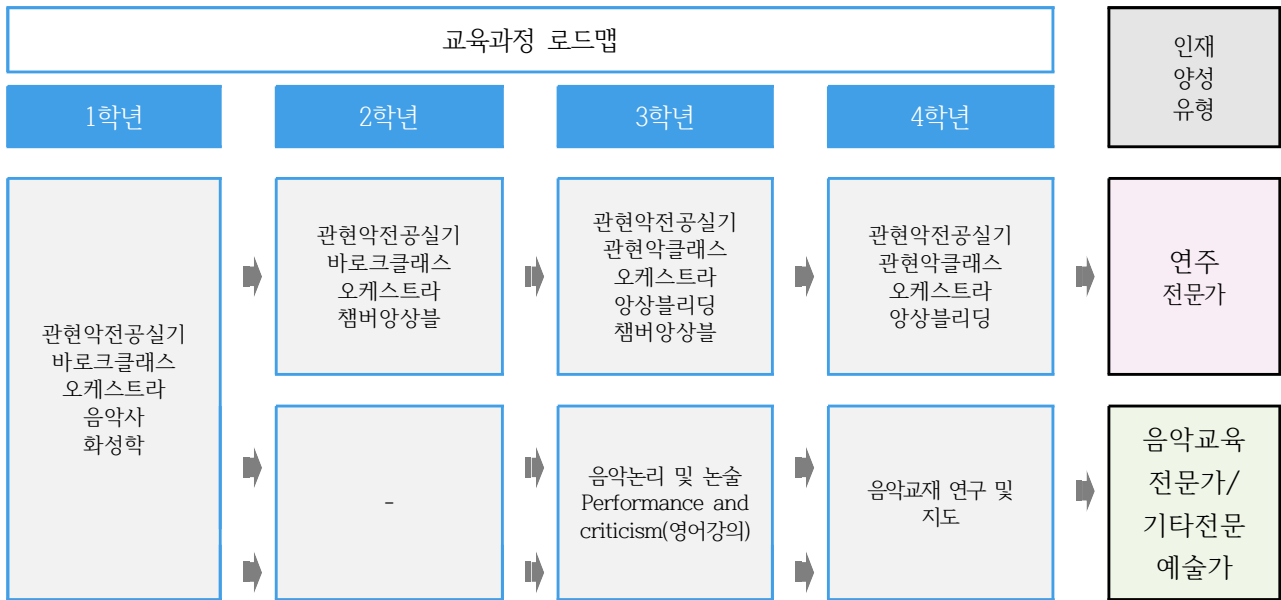 교육과정 로드맵
인재
양성
유형
1학년
2학년
3학년
4학년
관현악전공실기
바로크클래스
오케스트라
음악사
화성학
관현악전공실기
바로크클래스
오케스트라
챔버앙상블
관현악전공실기
관현악클래스
오케스트라
앙상블리딩
챔버앙상블
관현악전공실기
관현악클래스
오케스트라
앙상블리딩
연주
전문가
-
음악논리 및 논술
Performance and
criticism(영어강의)
음악교재 연구 및
지도
음악교육
전문가/
기타전문
예술가